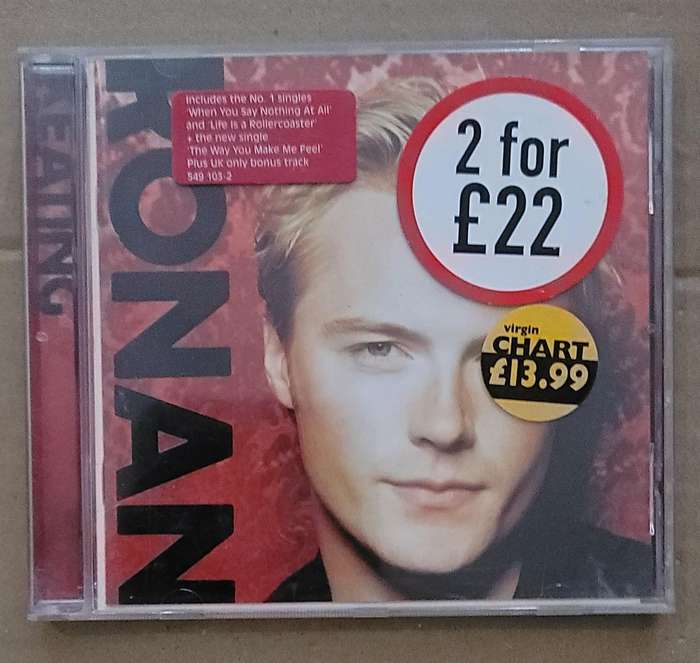 Includes the No. 1 singles
'When You Say Nothing At All'
and 'Life Is a Rollercoaster'
+ the new single
'The Way You Make Me Feel'
Plus UK only bonus track
549 103-2
2 for
£22
virgin
CHART
£13.99
RONAN
KEATING